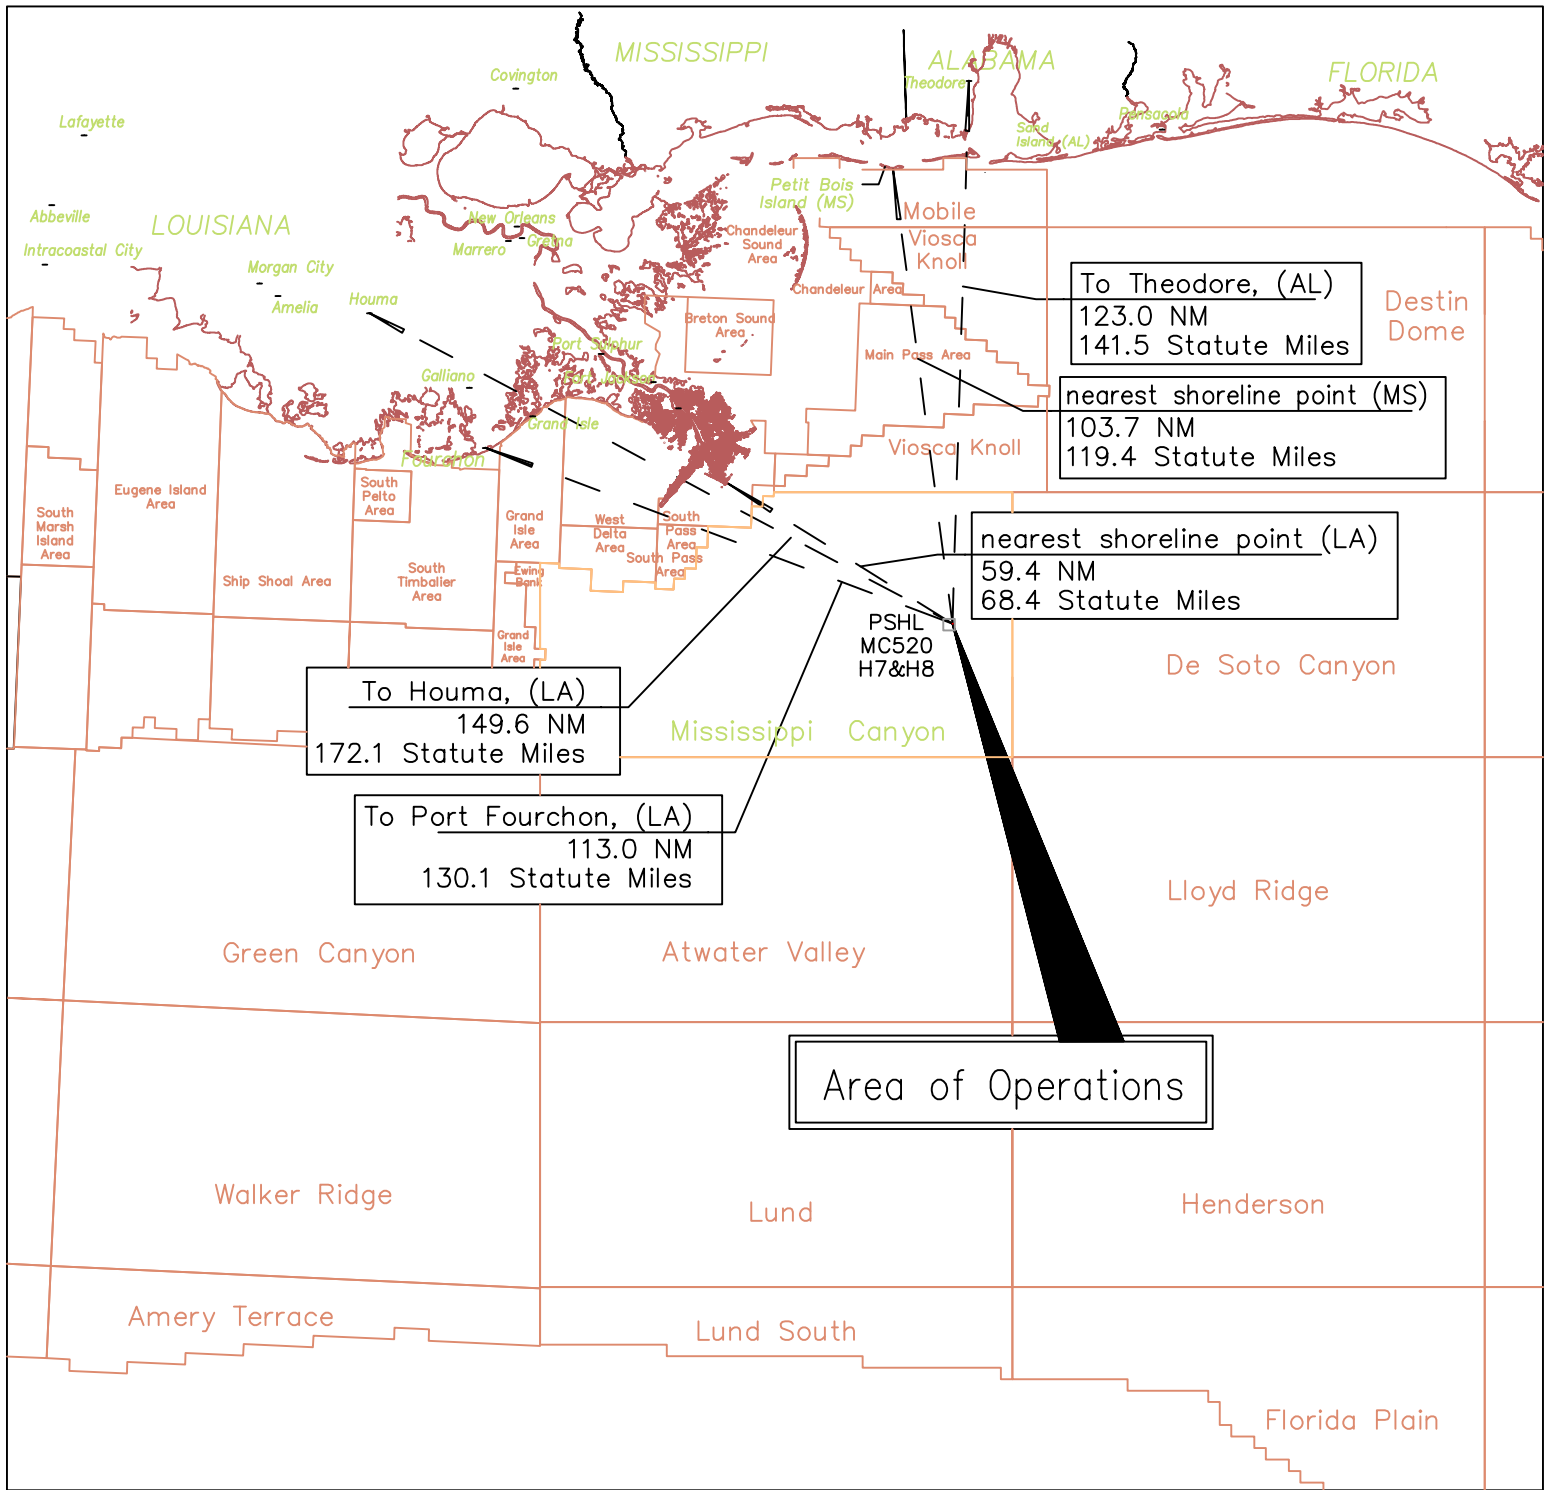 MISSISSIPPI
ALABAMA
FLORIDA
Covington
Theodore
Lafayette
Pensacola
Sand
Island (AL)
Petit Bois
Island (MS)
Abbeville
LOUISIANA
New Orleans
Marrero
Gretna
Intracoastal City
Morgan City
Amelia
Houma
Chandeleur
Sound
Area
Mobile
Viosca
Knoll
Chandeleur
Area
To Theodore, (AL)
123.0 NM
141.5 Statute Miles
Destin
Dome
Breton Sound
Area
Port Sulphur
Main Pass Area
Galliano
Fort Jackson
nearest shoreline point (MS)
103.7 NM
119.4 Statute Miles
Grand Isle
Fourchon
Viosca Knoll
Eugene Island
Area
South
Pelto
Area
South
Marsh
Island
Area
Grand
Isle
Area
West
Delta
Area
South
Pass
Area
South Pass
Area
nearest shoreline point (LA)
59.4 NM
68.4 Statute Miles
Ship Shoal Area
South
Timbalier
Area
Ewing
Bank
Grand
Isle
Area
PSHL
MC520
H7&H8
De Soto Canyon
To Houma, (LA)
149.6 NM
172.1 Statute Miles
Mississippi Canyon
To Port Fourchon, (LA)
113.0 NM
130.1 Statute Miles
Lloyd Ridge
Green Canyon
Atwater Valley
Area of Operations
Walker Ridge
Lund
Henderson
Amery Terrace
Lund South
Florida Plain